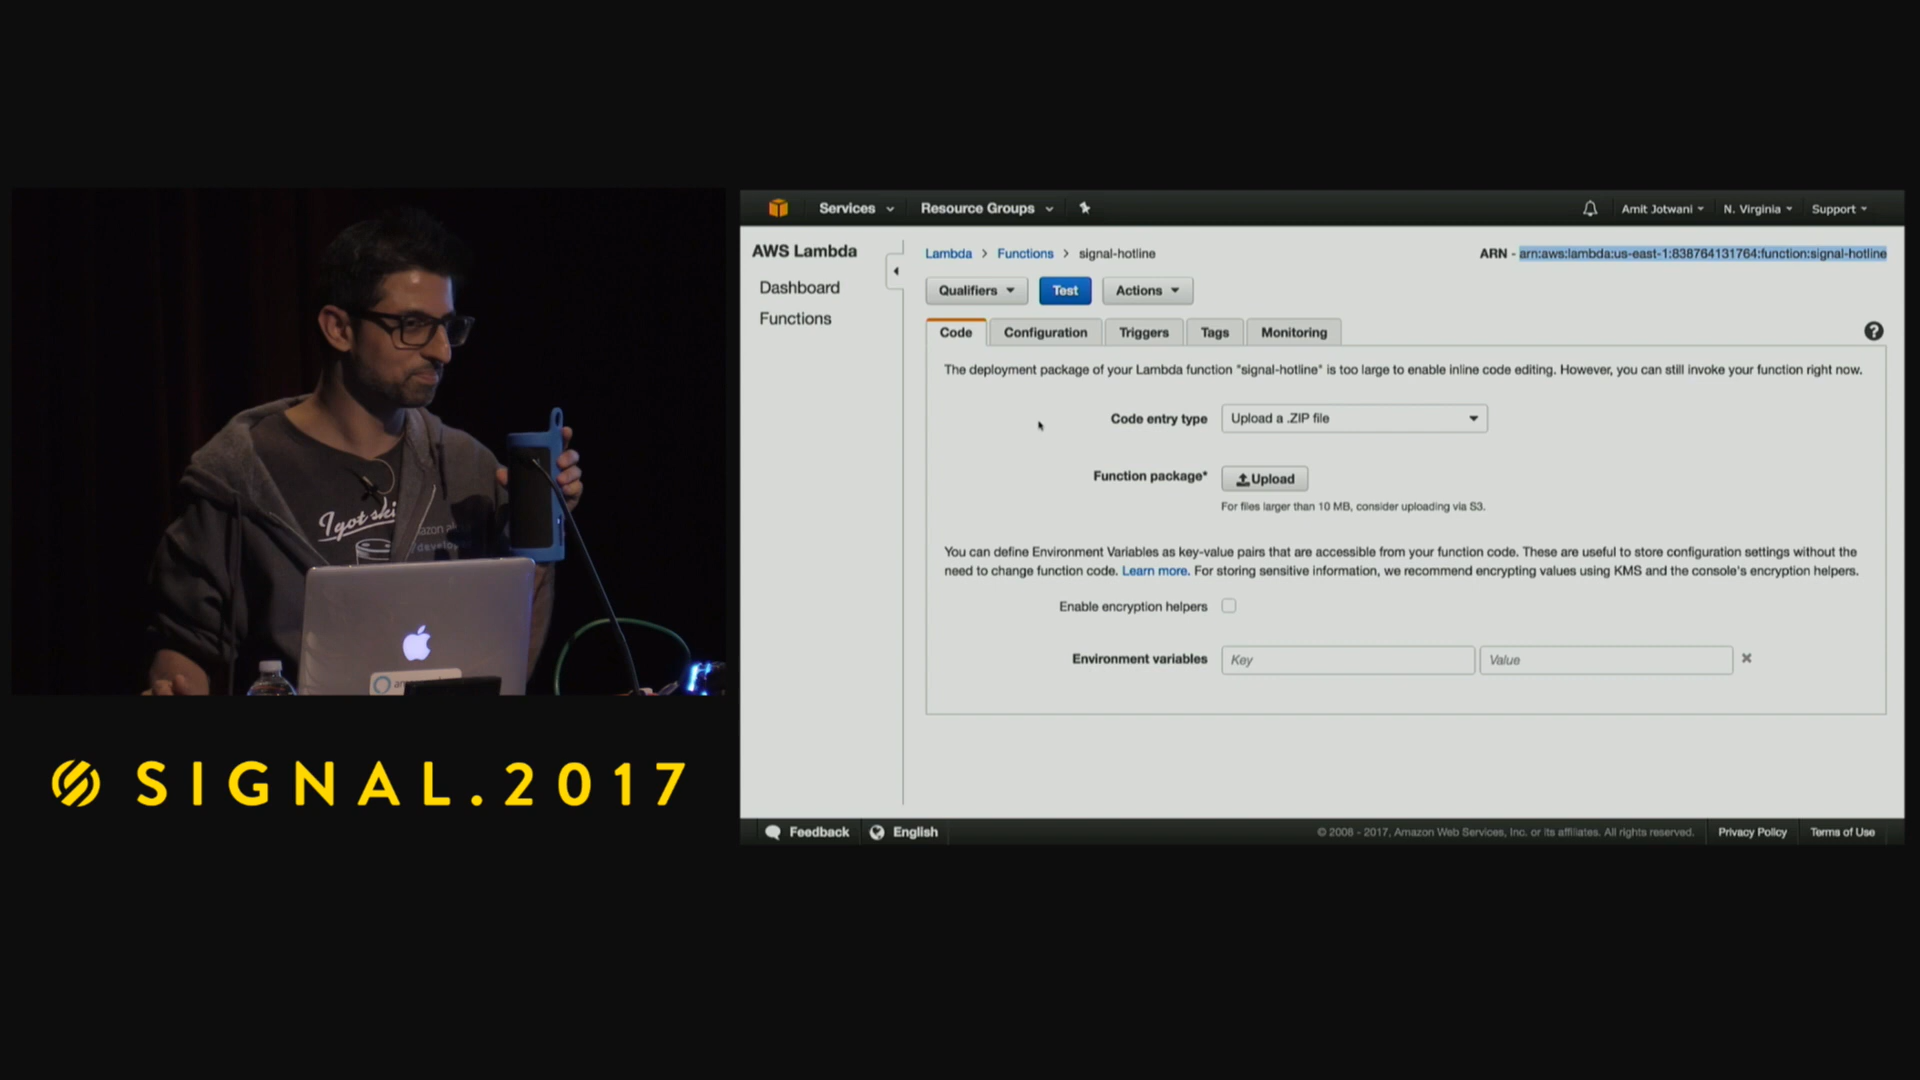 Services
Resource Groups
Amit Jotwani
N. Virginia
Support
AWS Lambda
Dashboard
Functions
Lambda > Functions > signal-hotline
ARN - arn:aws:lambda:us-east-1:838764131764:function:signal-hotline
Qualifiers
Test
Actions
Code
Configuration
Triggers
Tags
Monitoring
?
The deployment package of your Lambda function "signal-hotline" is too large to enable inline code editing. However, you can still invoke your function right now.
Code entry type
Upload a .ZIP file
Function package*
Upload
For files larger than 10 MB, consider uploading via S3.
You can define Environment Variables as key-value pairs that are accessible from your function code. These are useful to store configuration settings without the
need to change function code. Learn more. For storing sensitive information, we recommend encrypting values using KMS and the console's encryption helpers.
Enable encryption helpers
Environment variables
Key
Value
Feedback
English
© 2008 - 2017, Amazon Web Services, Inc. or its affiliates. All rights reserved.
Privacy Policy
Terms of Use
I got ski
azon al
/develop
SIGNAL.2017